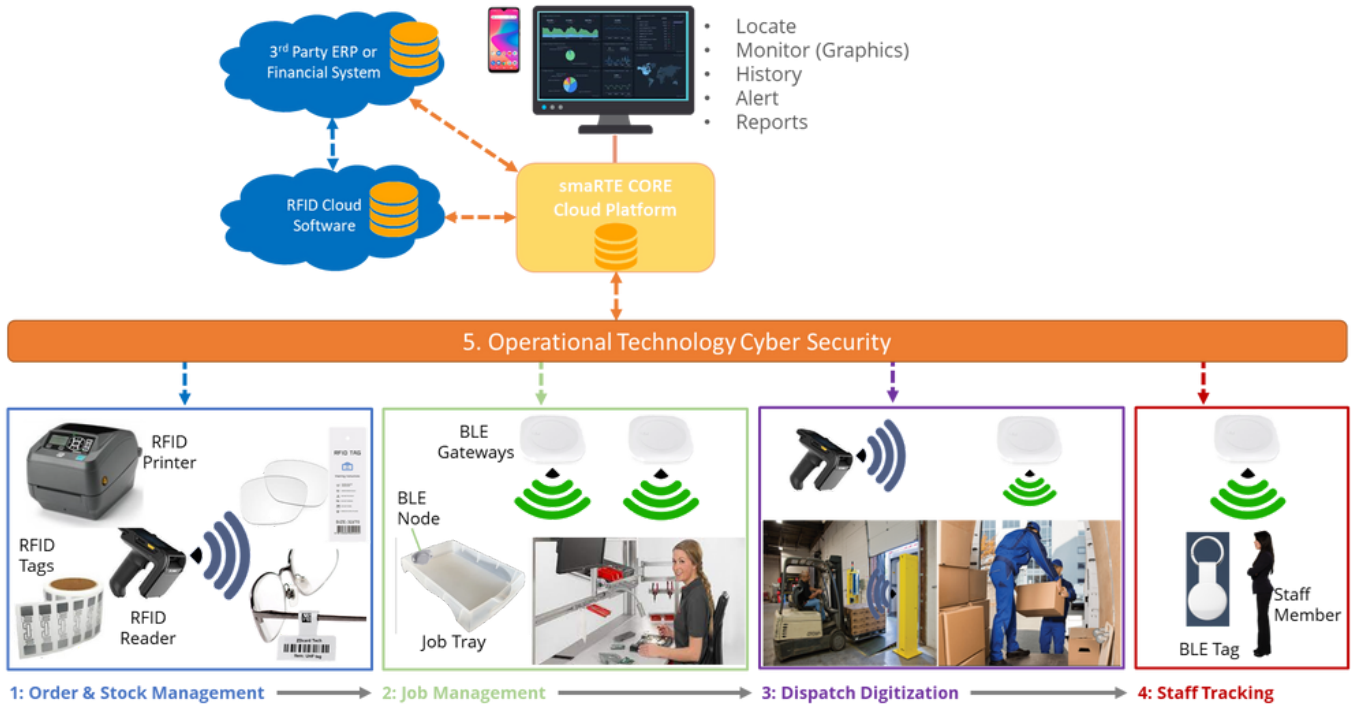 3rd Party ERP or
Financial System
• Locate
• Monitor (Graphics)
• History
• Alert
• Reports
RFID Cloud
Software
smaRTE CORE
Cloud Platform
5. Operational Technology Cyber Security
RFID
Printer
RFID TAG
RFID
Tags
RFID
Reader
BLE
Gateways
BLE
Node
Job Tray
BLE Tag
Staff
Member
1: Order & Stock Management
2: Job Management
3: Dispatch Digitization
4: Staff Tracking